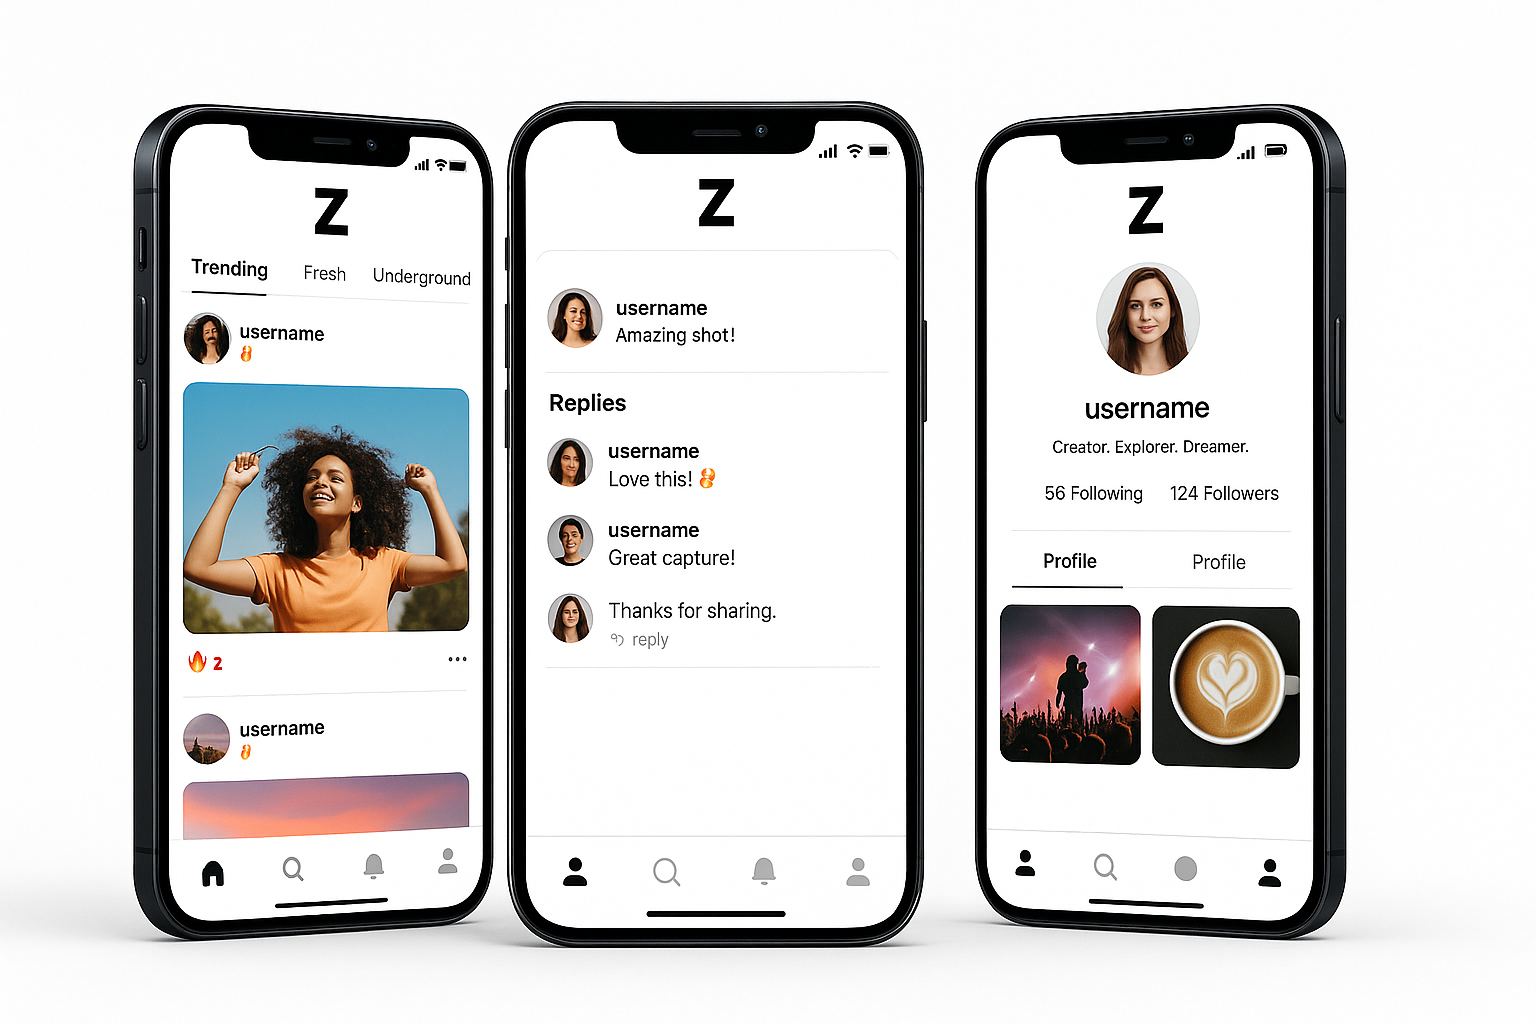 Z
Trending Fresh Underground
username
2
username
Z
username
Amazing shot!
Replies
username
Love this!
username
Great capture!
Thanks for sharing.
reply
Z
username
Creator. Explorer. Dreamer.
56 Following 124 Followers
Profile Profile